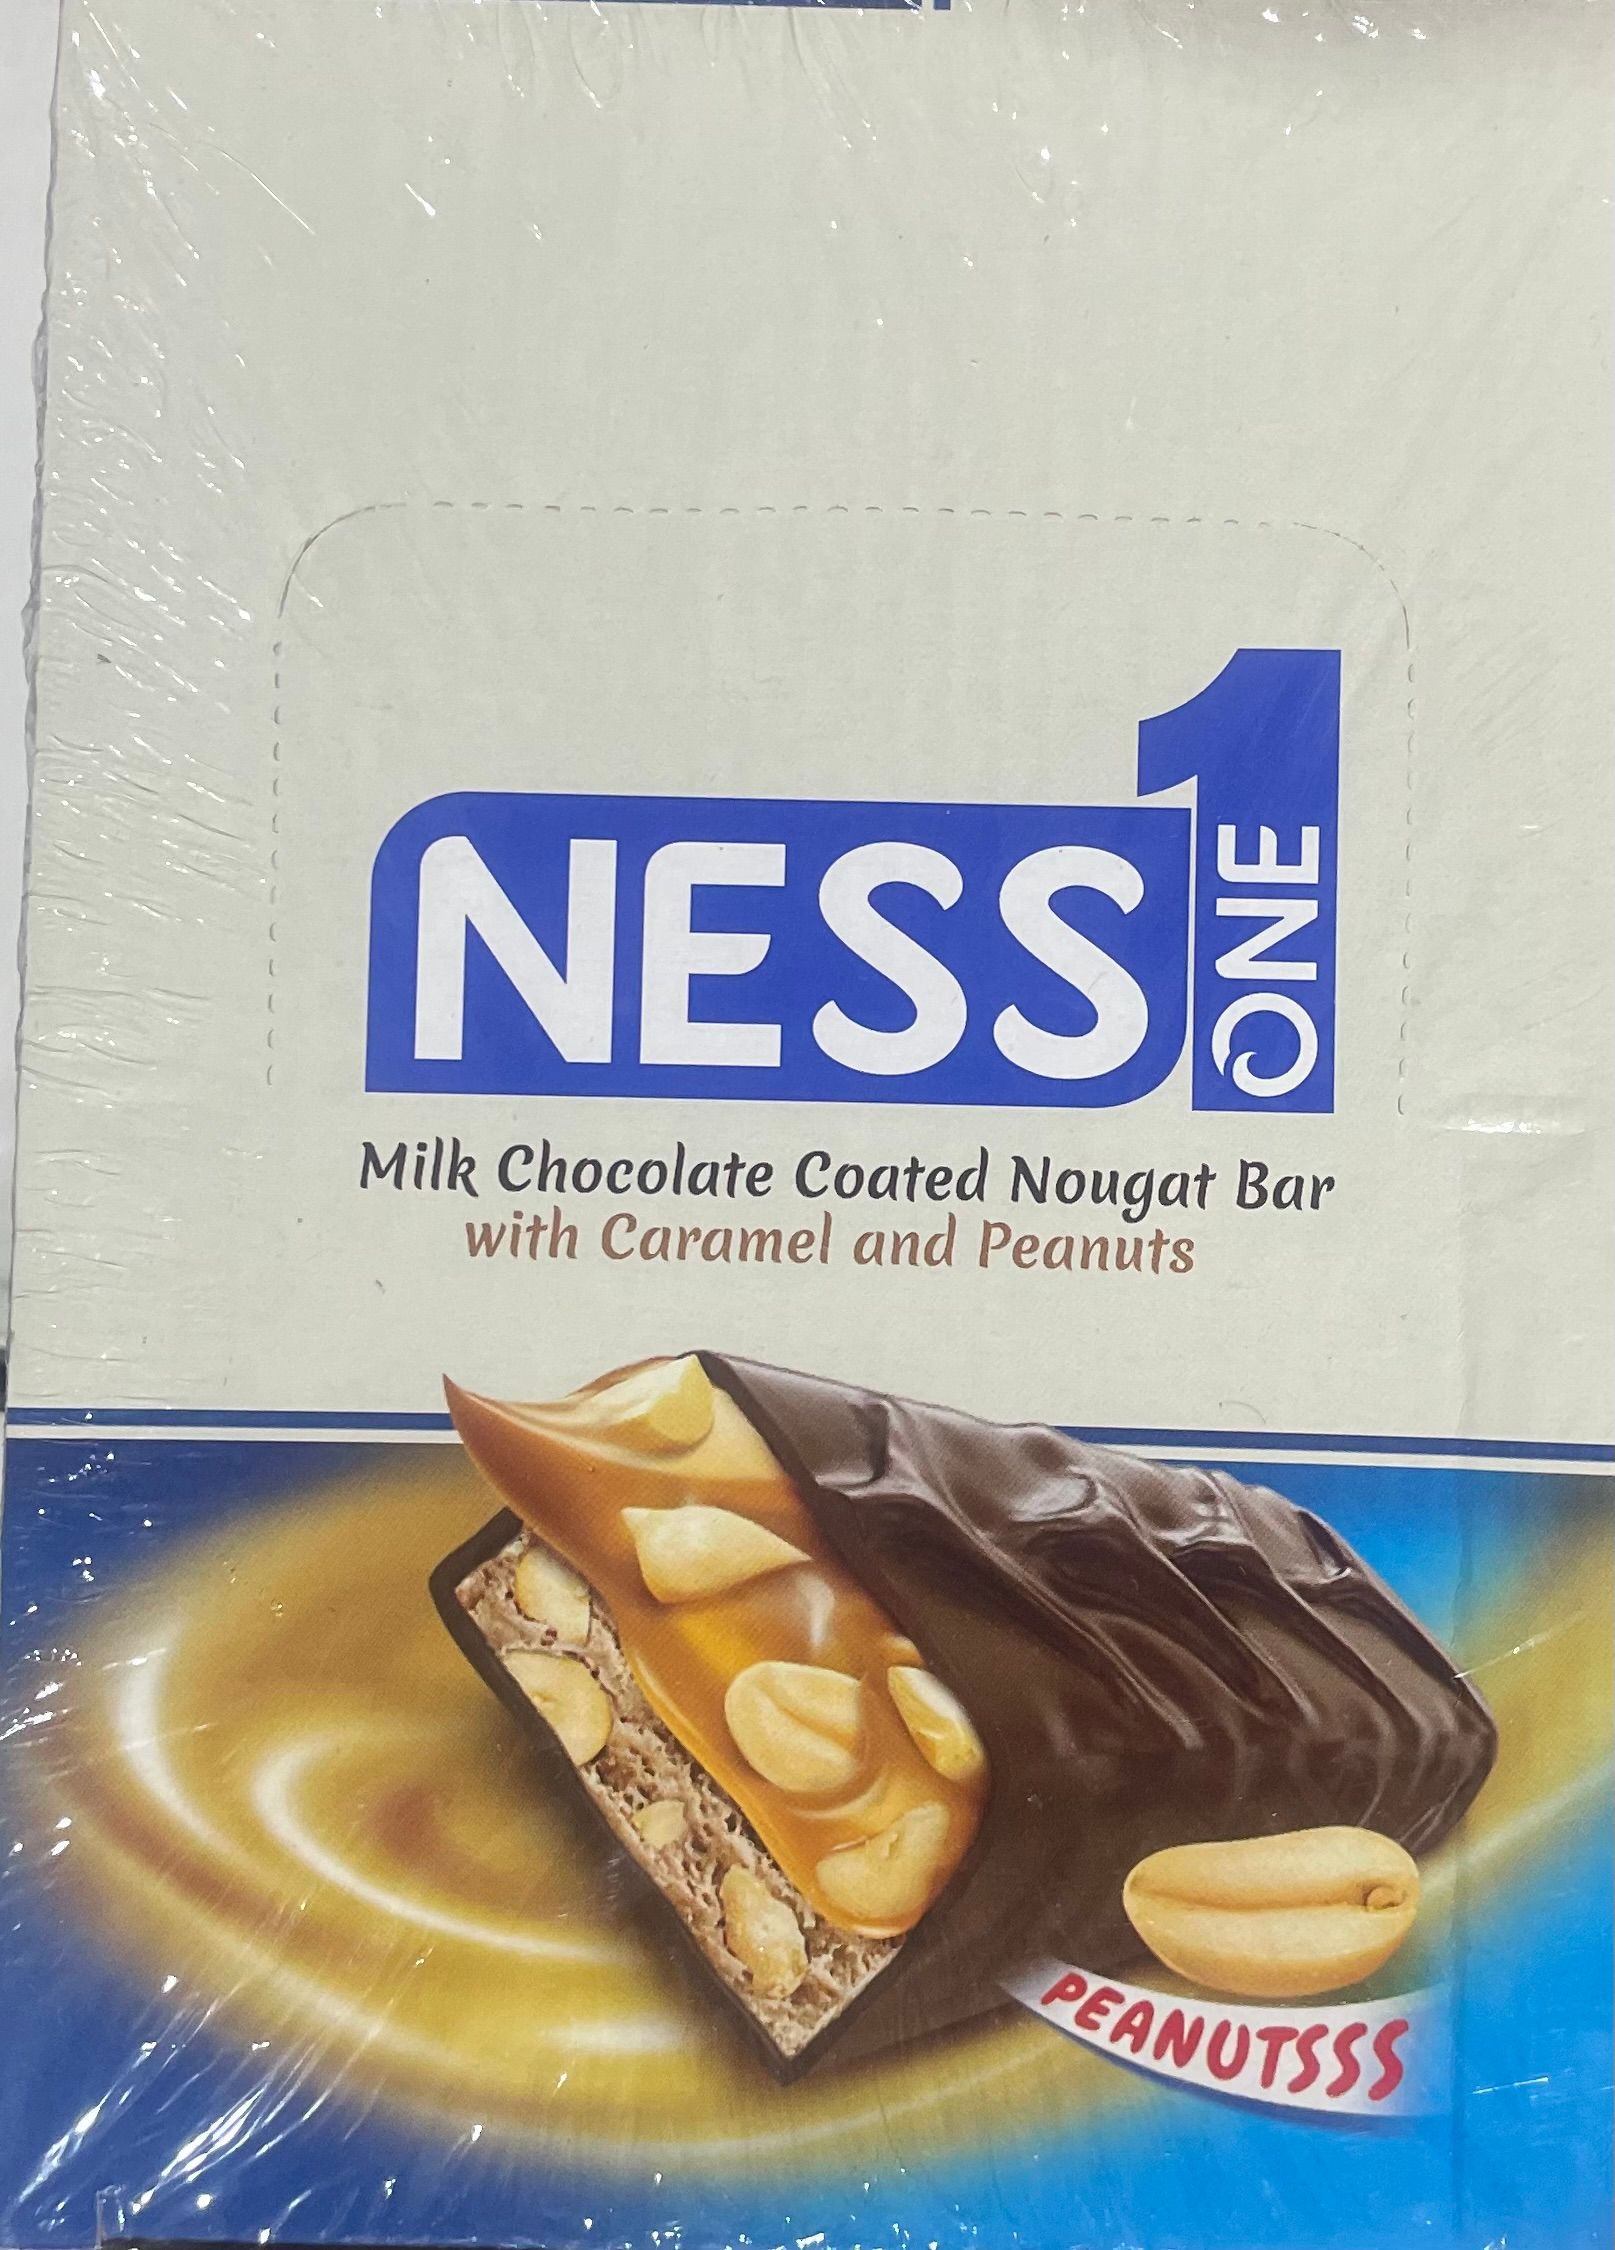 NESS
1
ONE
Milk Chocolate Coated Nougat Bar
with Caramel and Peanuts
PEANUTSSS